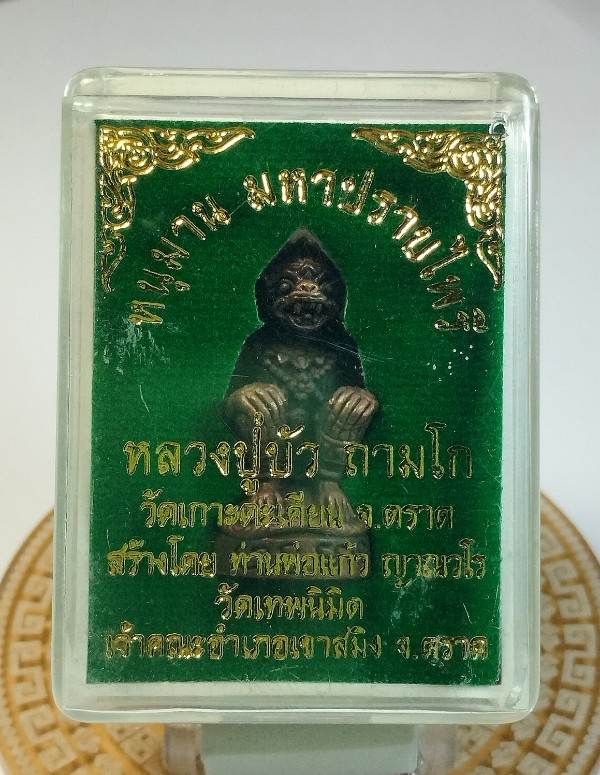 หนุมาน มหาปราบไพรี
หลวงปู่บัว ถามโก
วัดเกาะตะเคียน จ.ตราด
สร้างโดย ท่านพ่อแก้ว ญาณวโร
วัดเทพนิมิต
เจ้าคณะอำเภอเขาสมิง จ.ตราด